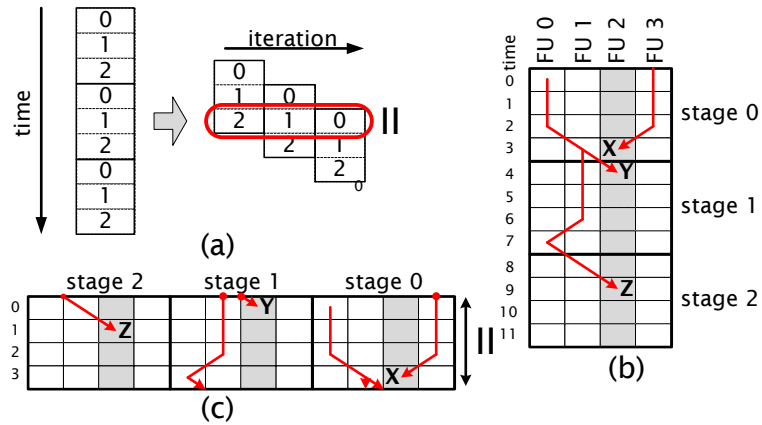 0
1
2
0
1
2
0
1
2
time
iteration
0
1 0
2 1 0
2 1
2
0
II
(a)
time
FU 0
FU 1
FU 2
FU 3
0
1
2
3
4
5
6
7
8
9
10
11
X
Y
Z
stage 0
stage 1
stage 2
(b)
stage 2 stage 1 stage 0
0
1
2
3
Z
Y
X
II
(c)